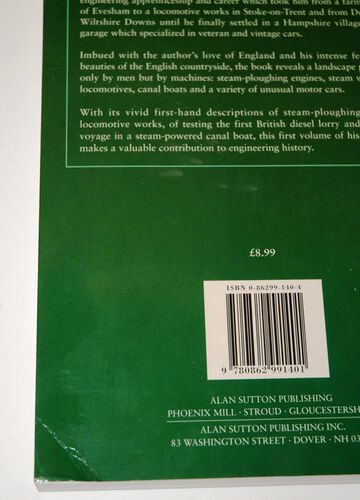 engineering apprenticeship and career which took him from a farm
of Evesham to a locomotive works in Stoke-on-Trent and from
Wiltshire Downs until he finally settled in a Hampshire village
garage which specialized in veteran and vintage cars.
Imbued with the author's love of England and his intense
beauties of the English countryside, the book reveals a landscape
only by men but by machines: steam-ploughing engines, steam
locomotives, canal boats and a variety of unusual motor cars.
With its vivid first-hand descriptions of steam-ploughing
locomotive works, of testing the first British diesel lorry and
voyage in a steam-powered canal boat, this first volume of his
makes a valuable contribution to engineering history.
£8.99
ISBN 0-86299-140-4
9 780862 991401
ALAN SUTTON PUBLISHING
PHOENIX MILL · STROUD · GLOUCESTERSH
ALAN SUTTON PUBLISHING INC.
83 WASHINGTON STREET · DOVER · NH 03